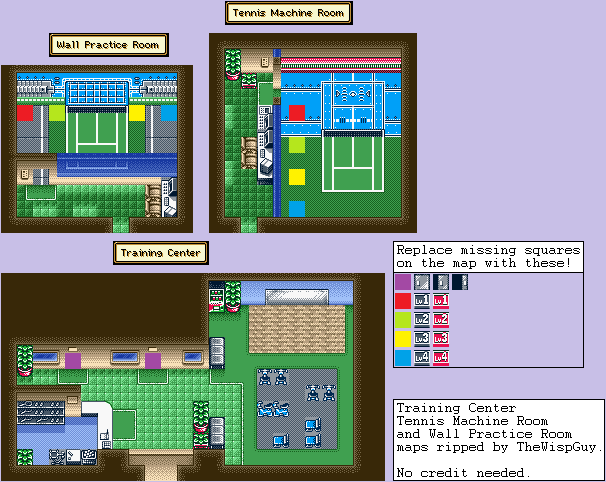 Tennis Machine Room
Wall Practice Room
Training Center
Replace missing squares
on the map with these!
LV1 LV1
LV2 LV2
LV3 LV3
LV4 LV4
Training Center
Tennis Machine Room
and Wall Practice Room
maps ripped by TheWispGuy.
No credit needed.